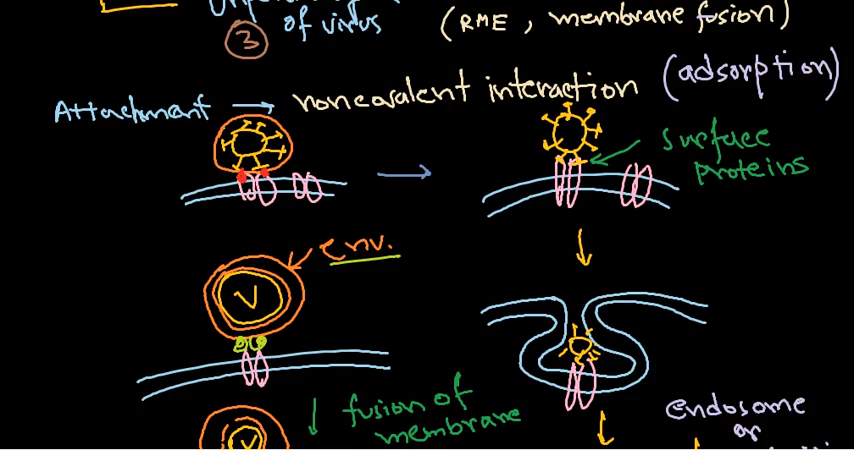 of virus
(RME, membrane fusion)
3
Attachment → noncovalent interaction (adsorption)
surface
proteins
env.
V
fusion of
membrane
endosome
or
V